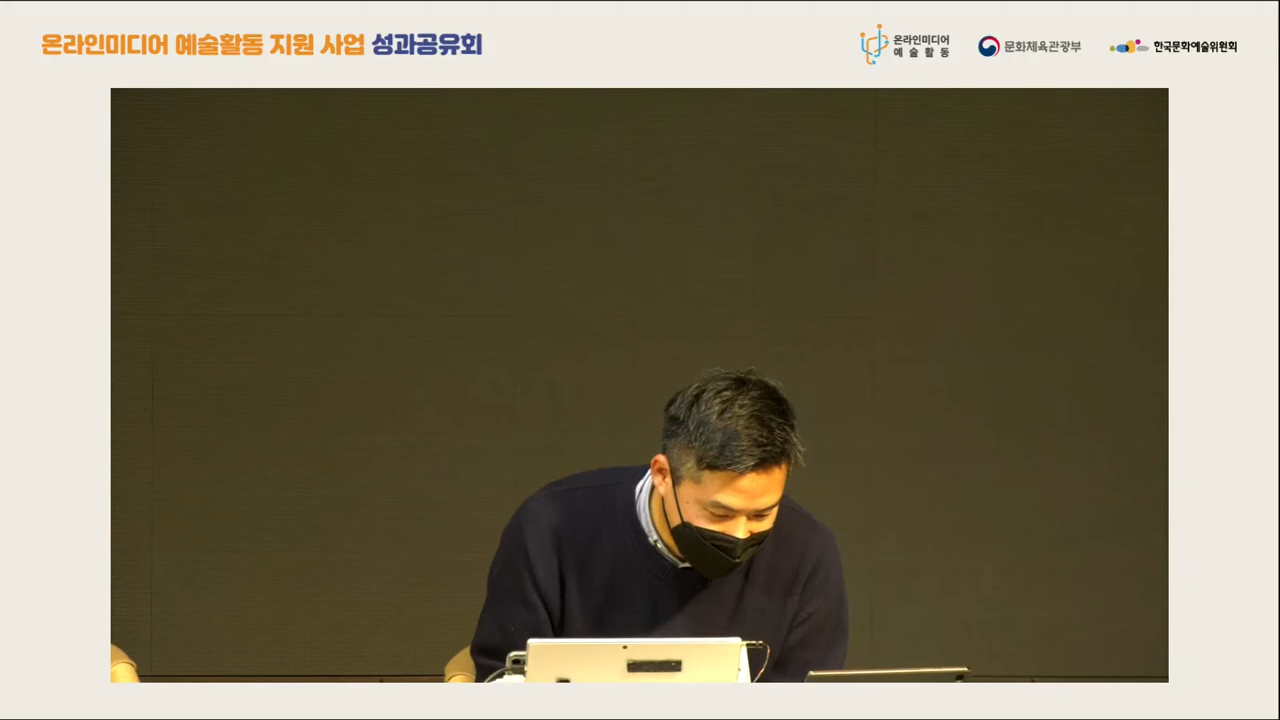 온라인미디어 예술활동 지원 사업 성과공유회
온라인미디어
예술활동
문화체육관광부
한국문화예술위원회